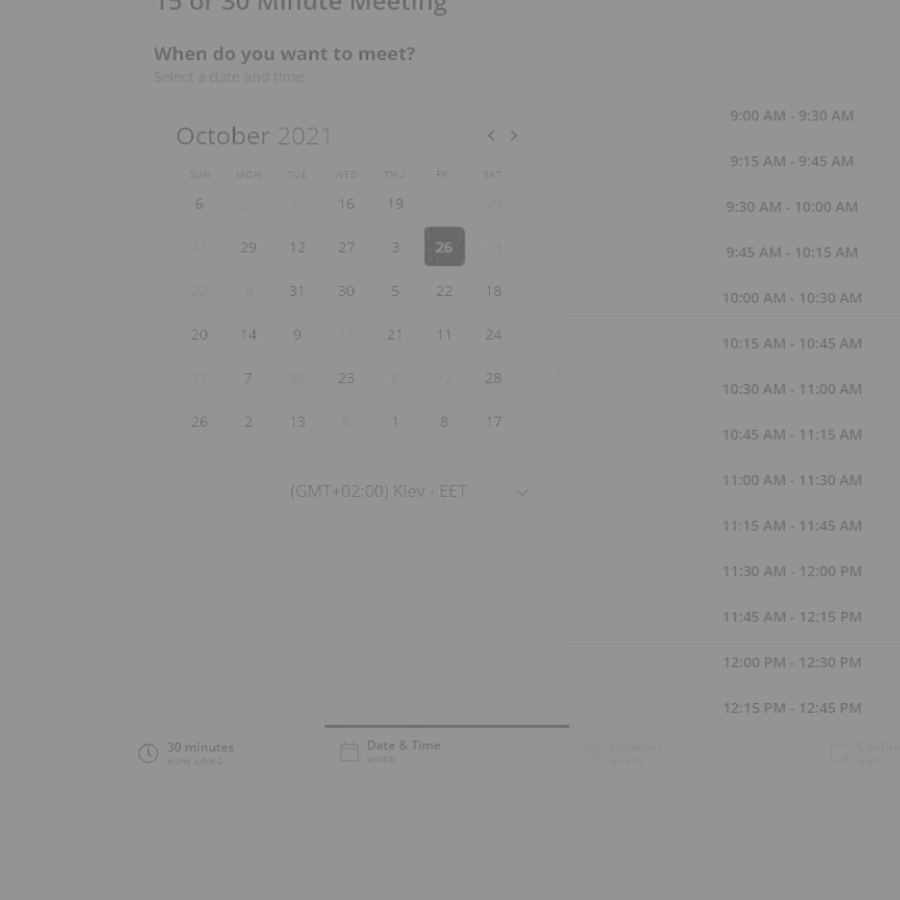 15 or 30 Minute Meeting
When do you want to meet?
Select a date and time
October 2021
SUN MON TUE WED THU FRI SAT
6 22 5 16 19 2 29
27 29 12 27 3 26 23
22 8 31 30 5 22 18
20 14 9 11 21 11 24
17 7 20 23 6 12 28
26 2 13 6 1 8 17
(GMT+02:00) Kiev - EET
9:00 AM - 9:30 AM
9:15 AM - 9:45 AM
9:30 AM - 10:00 AM
9:45 AM - 10:15 AM
10:00 AM - 10:30 AM
10:15 AM - 10:45 AM
10:30 AM - 11:00 AM
10:45 AM - 11:15 AM
11:00 AM - 11:30 AM
11:15 AM - 11:45 AM
11:30 AM - 12:00 PM
11:45 AM - 12:15 PM
12:00 PM - 12:30 PM
12:15 PM - 12:45 PM
30 minutes
HOW LONG
Date & Time
WHEN
Location
WHERE